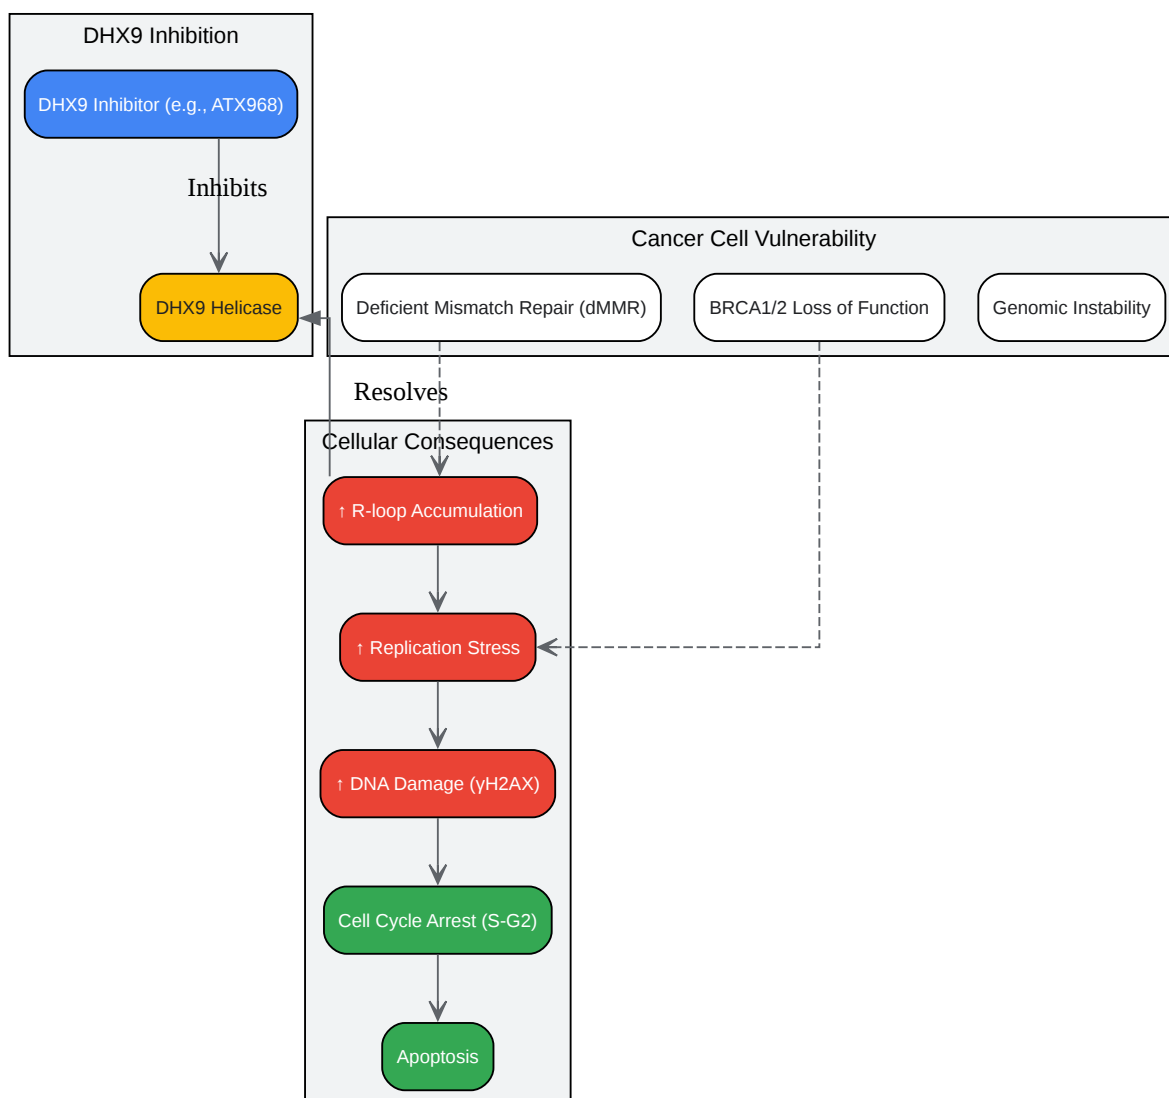 DHX9 Inhibition
DHX9 Inhibitor (e.g., ATX968)
Inhibits
Cancer Cell Vulnerability
DHX9 Helicase
Deficient Mismatch Repair (dMMR)
BRCA1/2 Loss of Function
Genomic Instability
Resolves
Cellular Consequences
↑ R-loop Accumulation
↑ Replication Stress
↑ DNA Damage (γH2AX)
Cell Cycle Arrest (S-G2)
Apoptosis